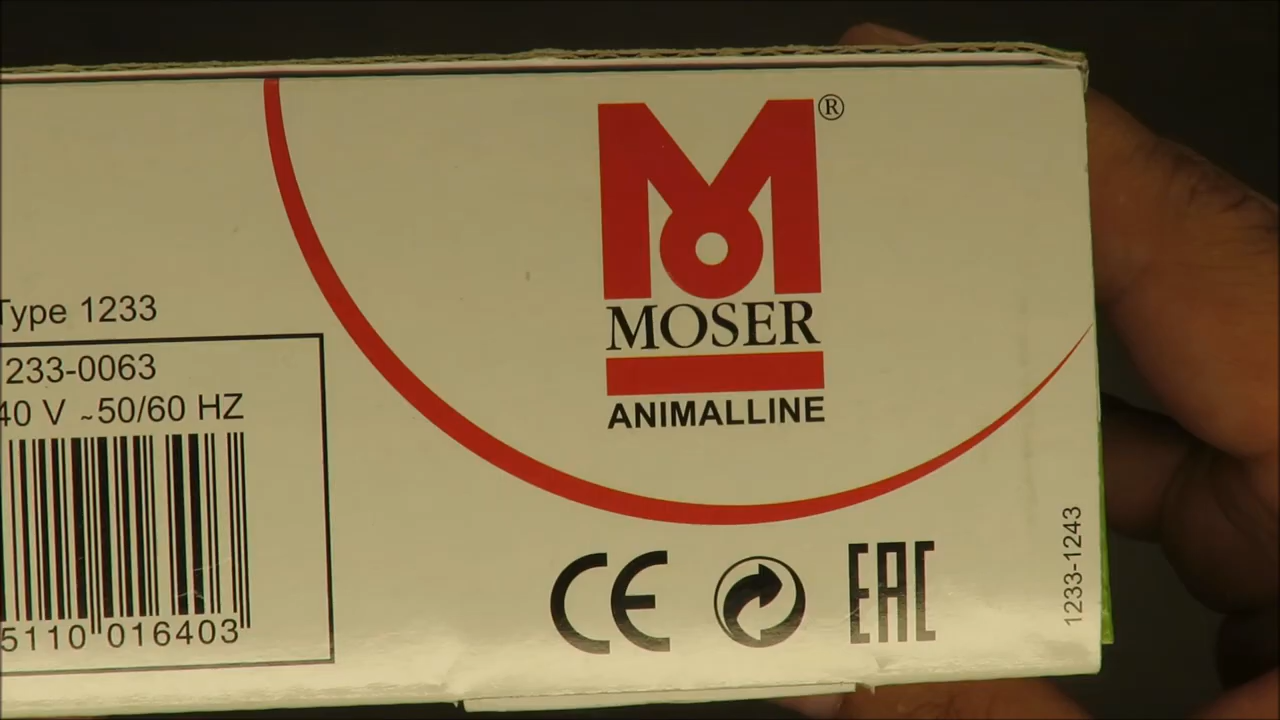 ®
MOSER
ANIMALLINE
Type 1233
233-0063
40 V ~50/60 HZ
5110 016403
CE
EAC
1233-1243